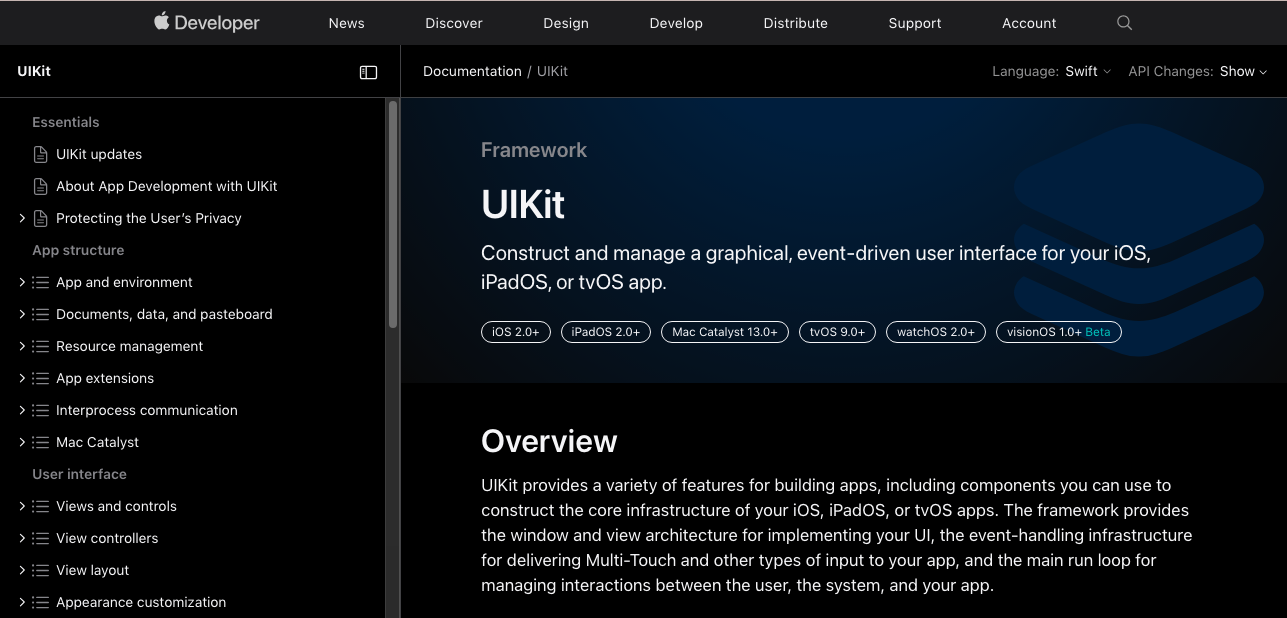 Developer News Discover Design Develop Distribute Support Account
UIKit
Documentation / UIKit
Language: Swift API Changes: Show
Essentials
UIKit updates
About App Development with UIKit
Protecting the User’s Privacy
App structure
App and environment
Documents, data, and pasteboard
Resource management
App extensions
Interprocess communication
Mac Catalyst
User interface
Views and controls
View controllers
View layout
Appearance customization
Framework
UIKit
Construct and manage a graphical, event-driven user interface for your iOS,
iPadOS, or tvOS app.
iOS 2.0+ iPadOS 2.0+ Mac Catalyst 13.0+ tvOS 9.0+ watchOS 2.0+ visionOS 1.0+ Beta
Overview
UIKit provides a variety of features for building apps, including components you can use to
construct the core infrastructure of your iOS, iPadOS, or tvOS apps. The framework provides
the window and view architecture for implementing your UI, the event-handling infrastructure
for delivering Multi-Touch and other types of input to your app, and the main run loop for
managing interactions between the user, the system, and your app.